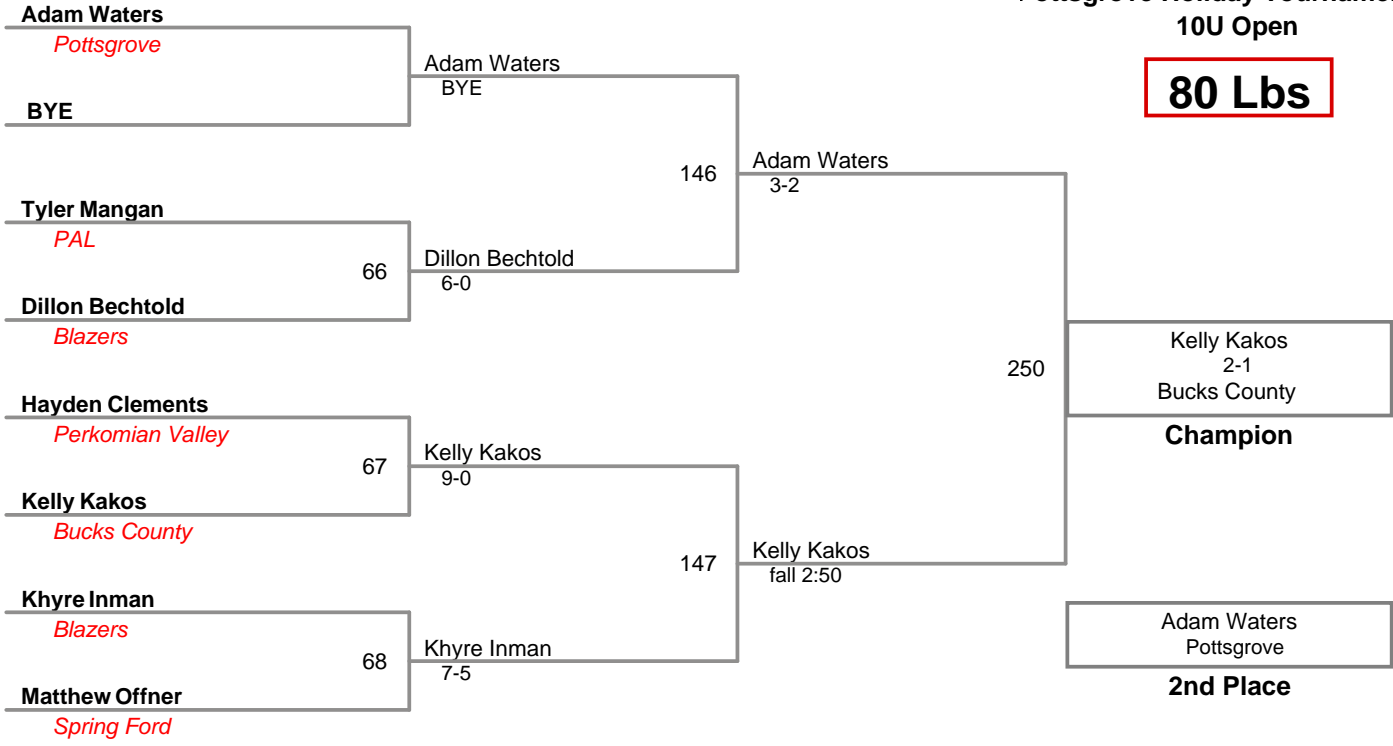 Pottsgrove Holiday
10U Open
80 Lbs
Adam Waters
Pottsgrove
BYE
Tyler Mangan
PAL
66
Dillon Bechtold
Blazers
Hayden Clements
Perkomian Valley
67
Kelly Kakos
Bucks County
Khyre Inman
Blazers
68
Matthew Offner
Spring Ford
Adam Waters
BYE
146
Dillon Bechtold
6-0
Kelly Kakos
9-0
147
Khyre Inman
7-5
Adam Waters
3-2
250
Kelly Kakos
fall 2:50
Kelly Kakos
2-1
Bucks County
Champion
Adam Waters
Pottsgrove
2nd Place